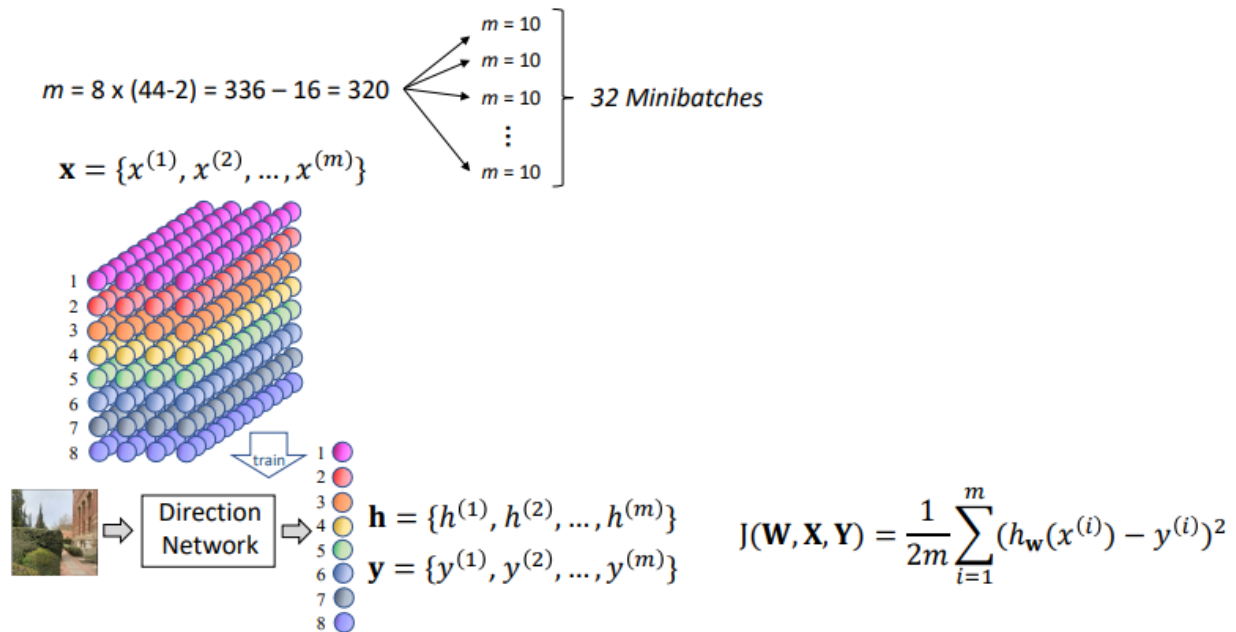 m = 10
m = 10
m = 8 x (44-2) = 336 – 16 = 320
m = 10
32 Minibatches
⋮
m = 10
𝐱 = {x^(1), x^(2), …, x^(m)}
1
2
3
4
5
6
7
8
train
1
2
3
4
5
6
7
8
Direction
Network
𝐡 = {h^(1), h^(2), …, h^(m)}
𝐲 = {y^(1), y^(2), …, y^(m)}
J(𝐖, 𝐗, 𝐘) = 1/2m ∑_{i=1}^{m} (h_𝐰(x^(i)) − y^(i))^2